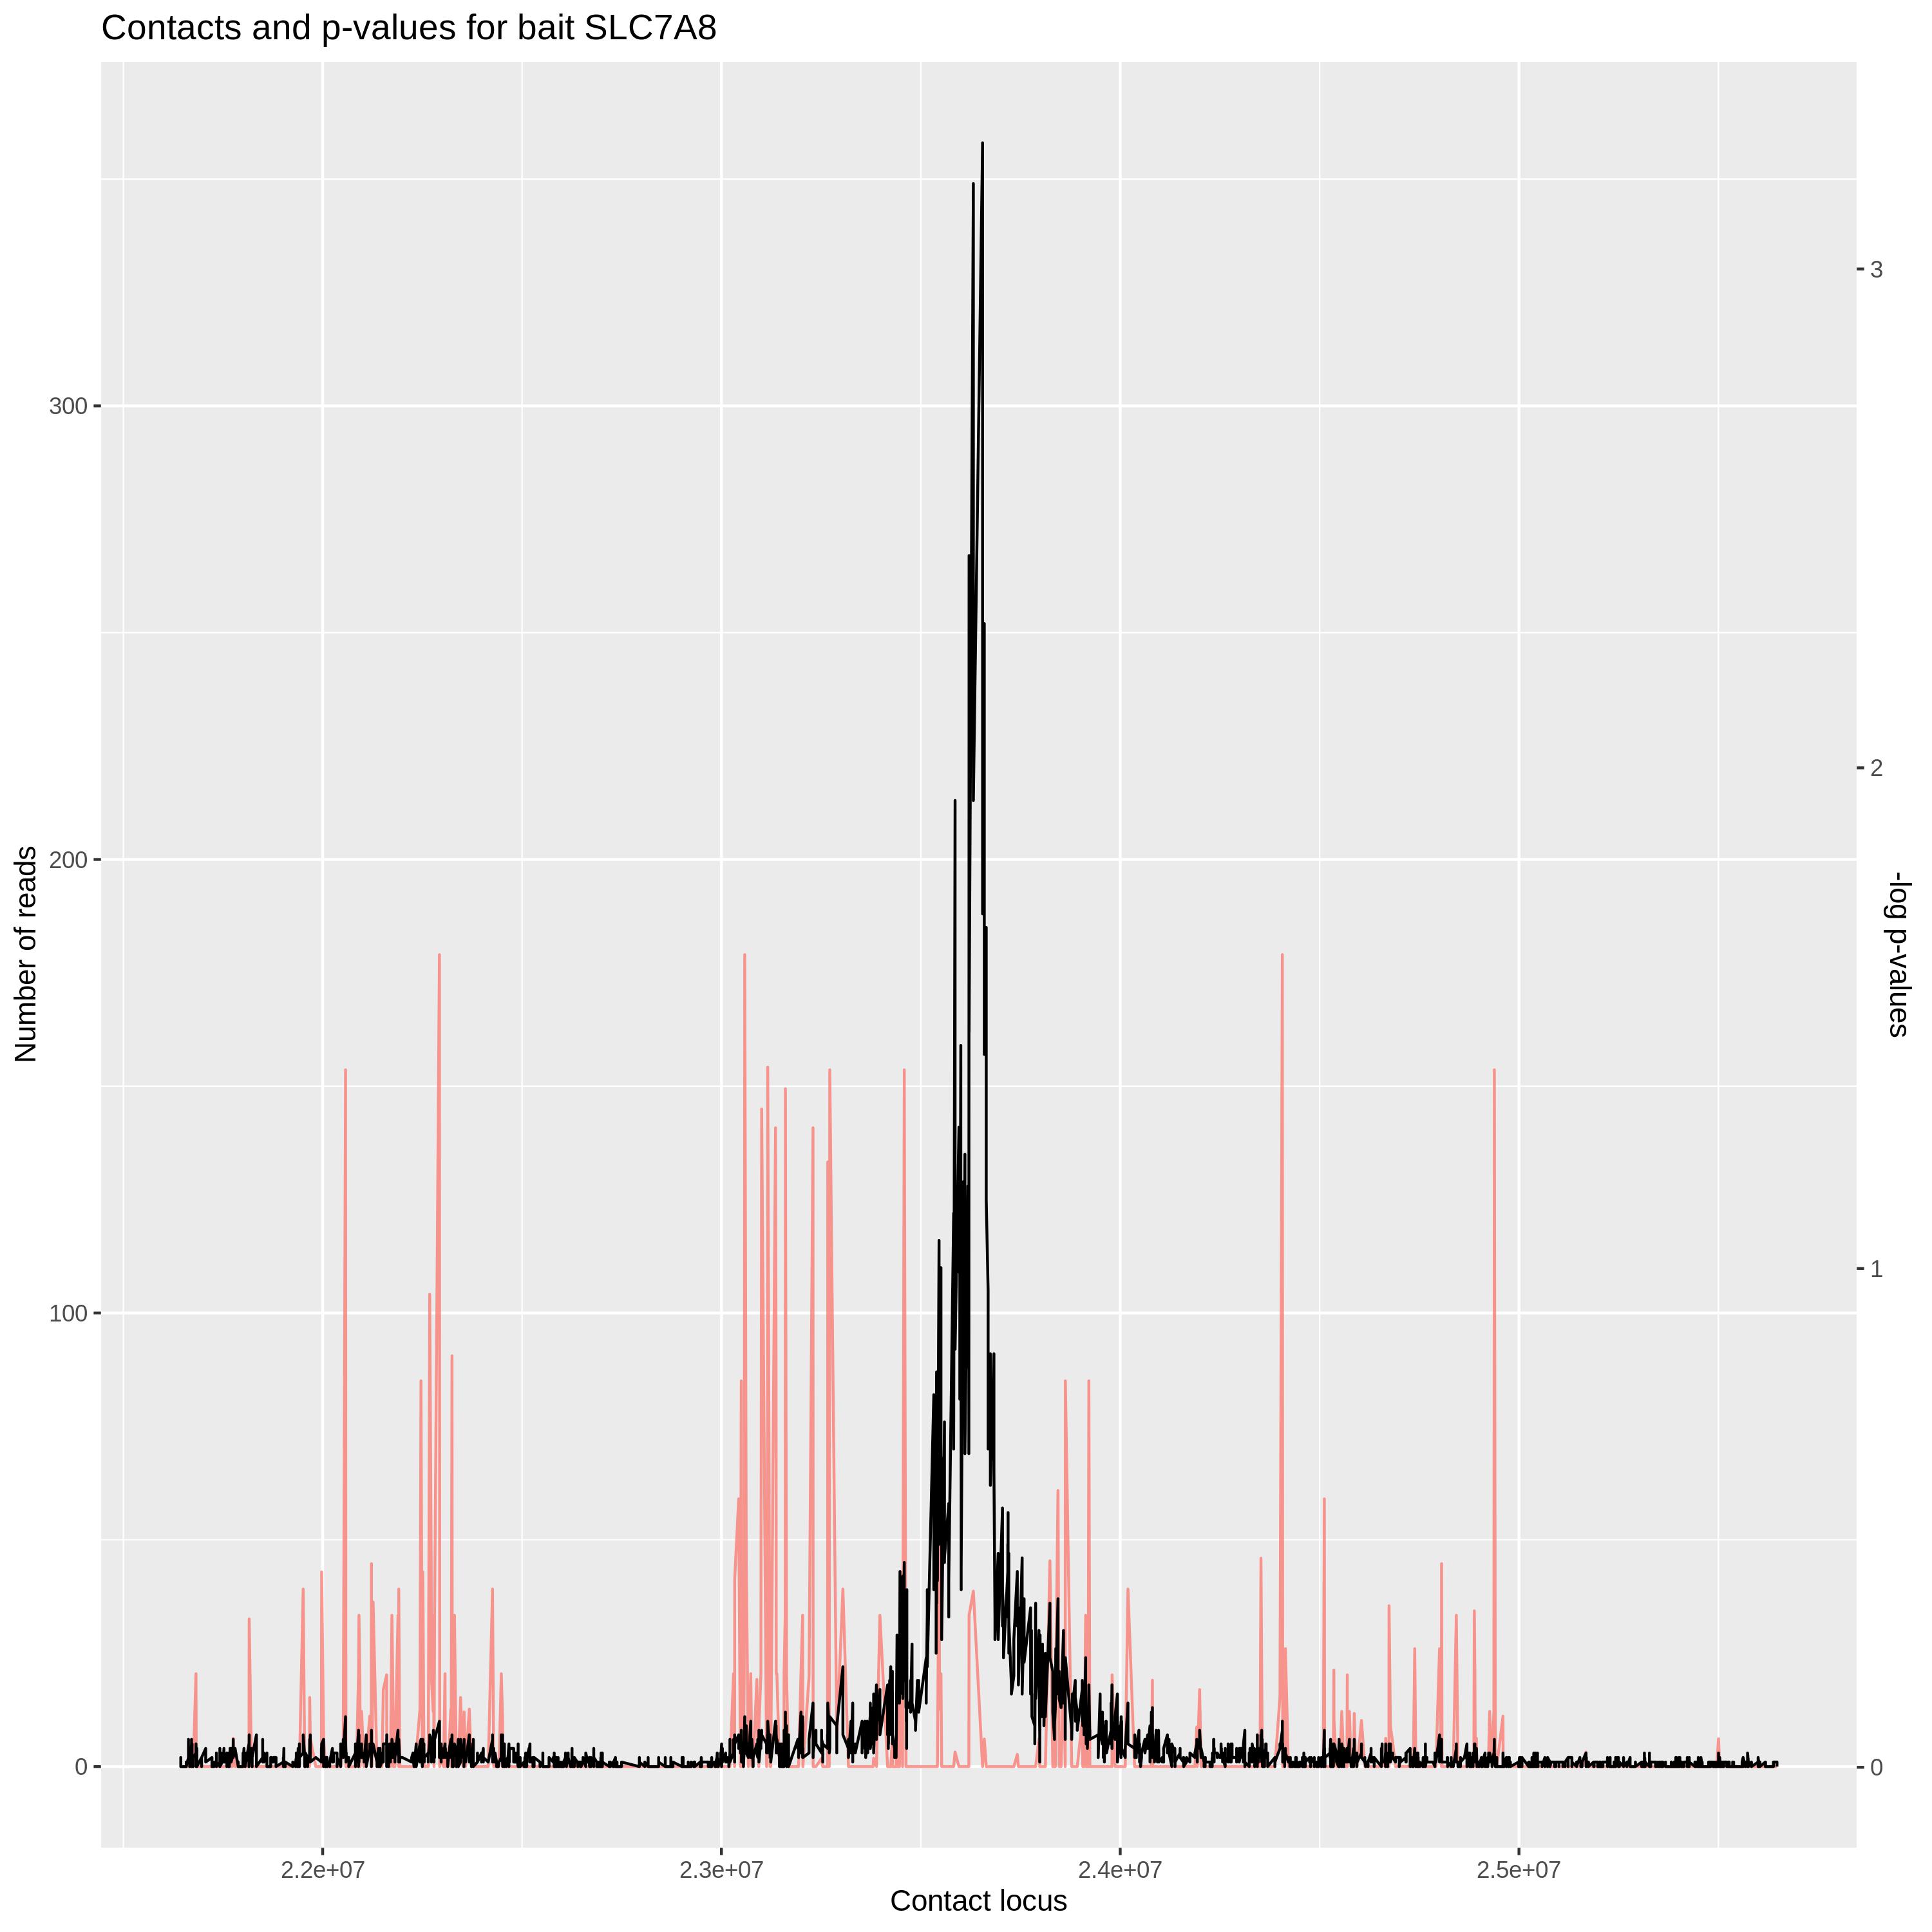 Contacts and p-values for bait SLC7A8
Number of reads
300
200
100
0
3
2
1
0
-log p-values
2.2e+07
2.3e+07
2.4e+07
2.5e+07
Contact locus